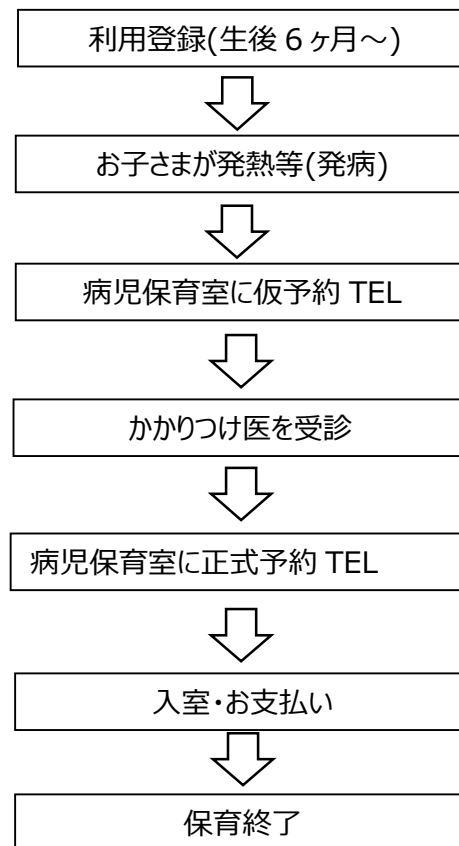 利用登録(生後６ヶ月～)
お子さまが発熱等(発病)
病児保育室に仮予約 TEL
かかりつけ医を受診
病児保育室に正式予約 TEL
入室・お支払い
保育終了